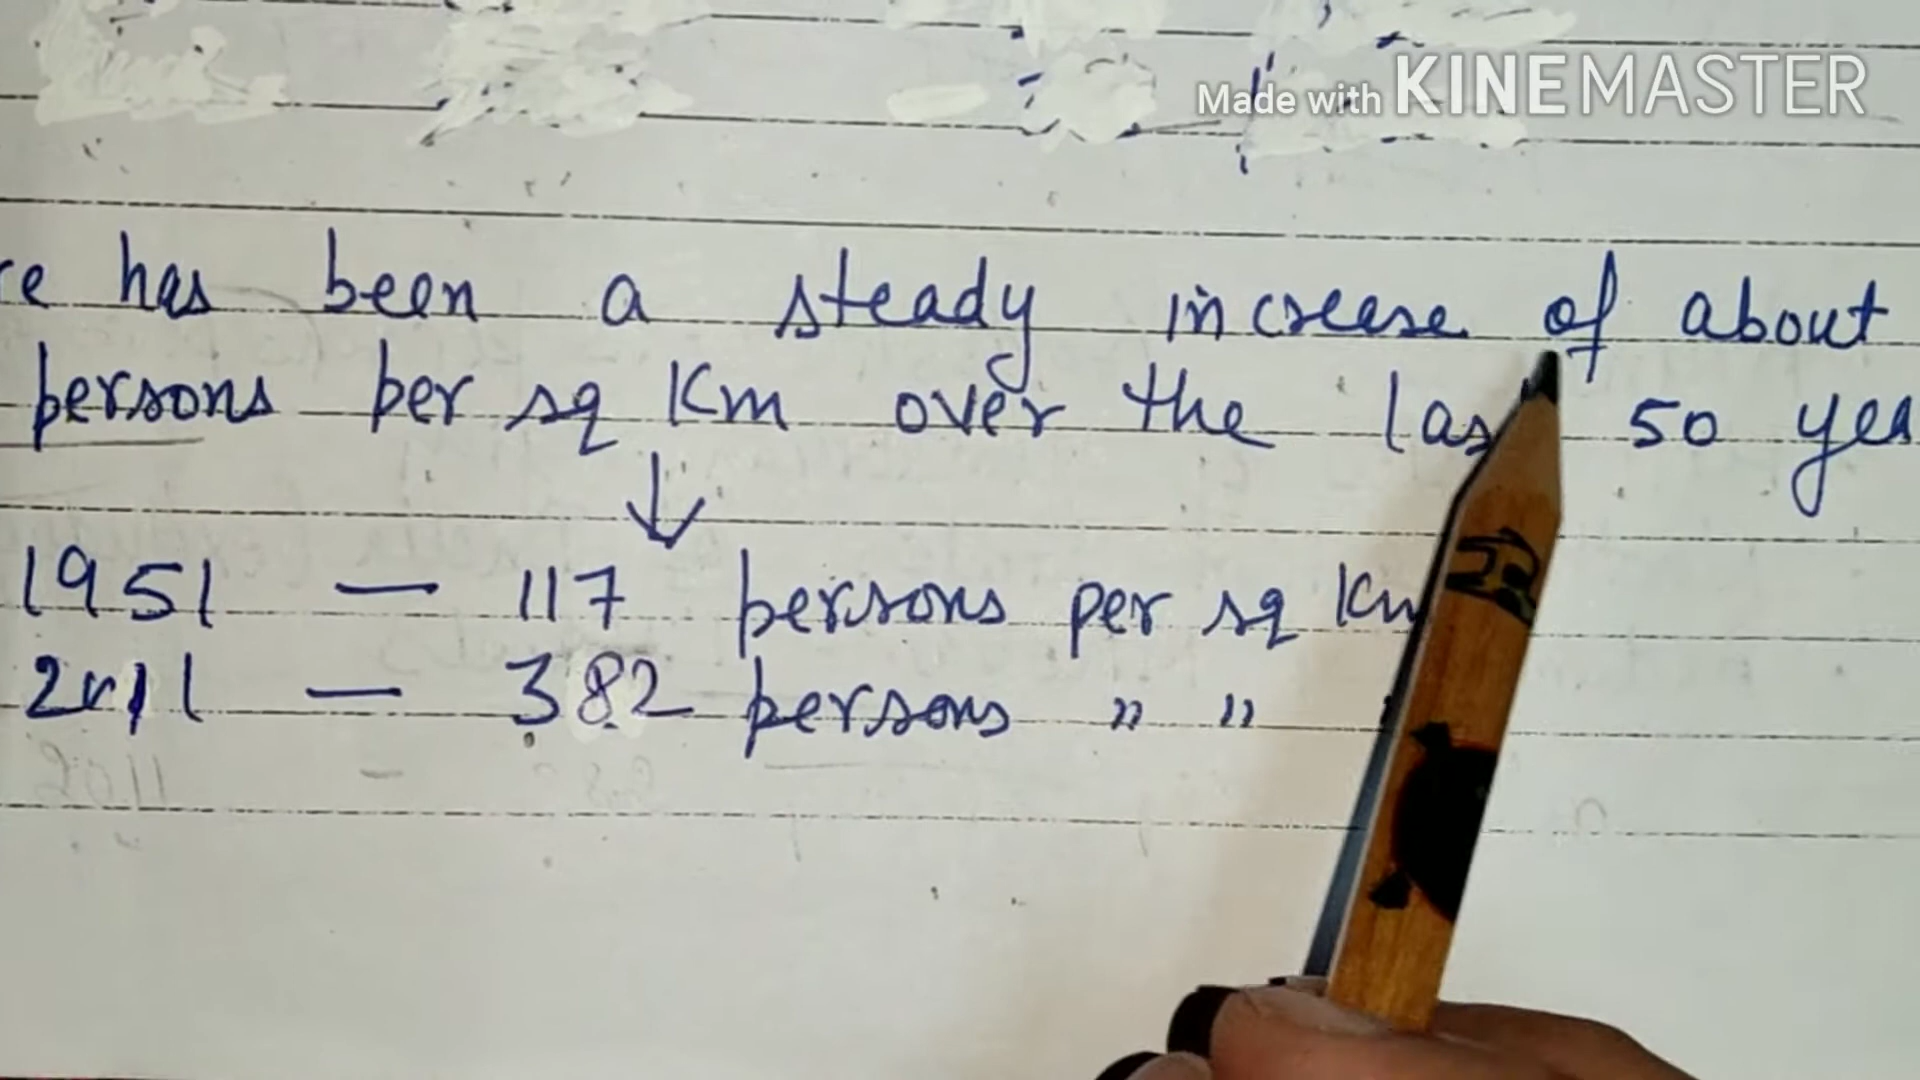 Made with KINEMASTER
re has been a steady increase of about
persons per sq Km over the las 50 yea
1951 — 117 persons per sq Km
2011 — 382 persons " "